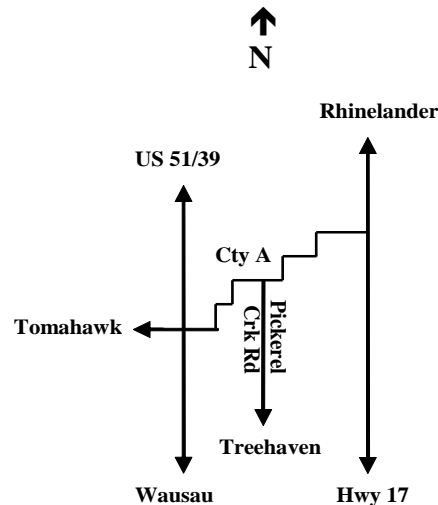 N
Rhinelander
US 51/39
Cty A
Pickerel
Crk Rd
Tomahawk
Treehaven
Wausau
Hwy 17